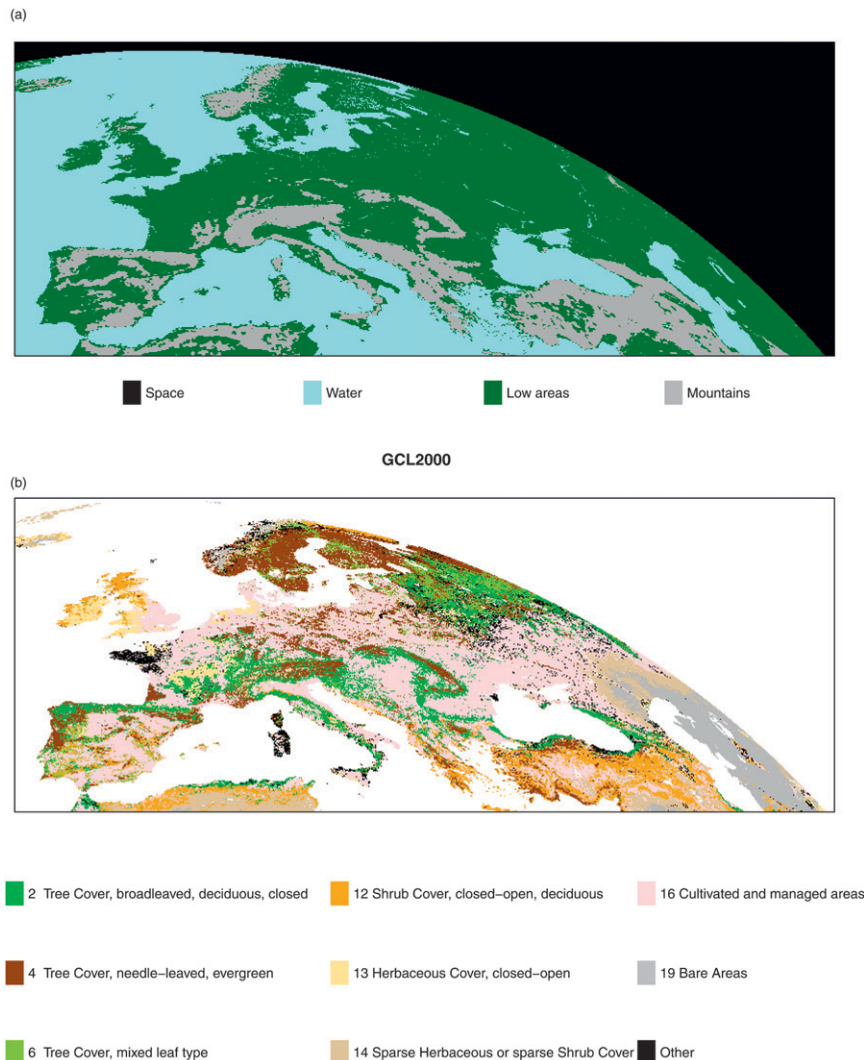 (a)
Space Water Low areas Mountains
GCL2000
(b)
2 Tree Cover, broadleaved, deciduous, closed 12 Shrub Cover, closed–open, deciduous 16 Cultivated and managed areas
4 Tree Cover, needle–leaved, evergreen 13 Herbaceous Cover, closed–open 19 Bare Areas
6 Tree Cover, mixed leaf type 14 Sparse Herbaceous or sparse Shrub Cover Other